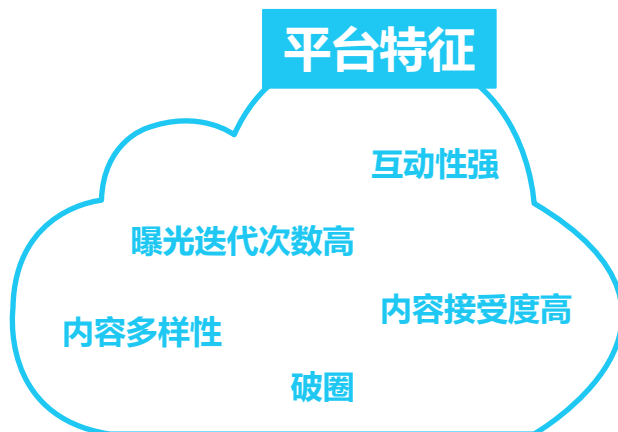 平台特征
互动性强
曝光迭代次数高
内容接受度高
内容多样性
破圈